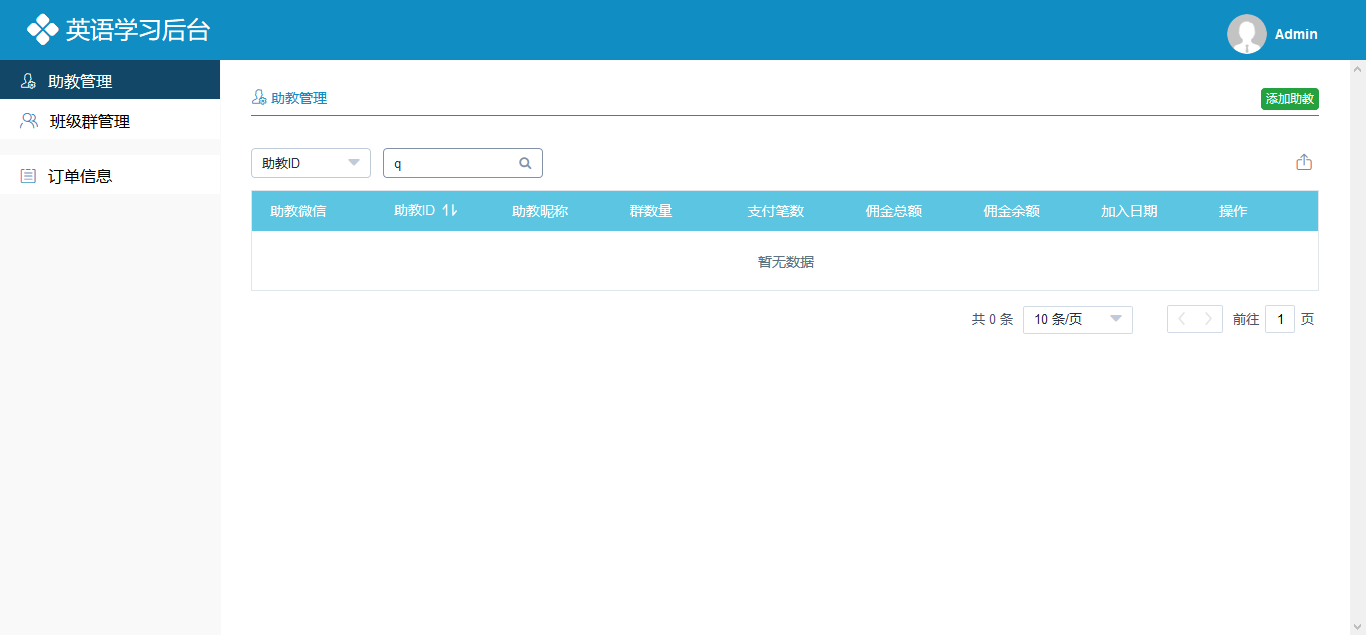 英语学习后台
Admin
助教管理
班级群管理
订单信息
助教管理
添加助教
助教ID
q
助教微信 助教ID 助教昵称 群数量 支付笔数 佣金总额 佣金余额 加入日期 操作
暂无数据
共 0 条 10 条/页 前往 1 页